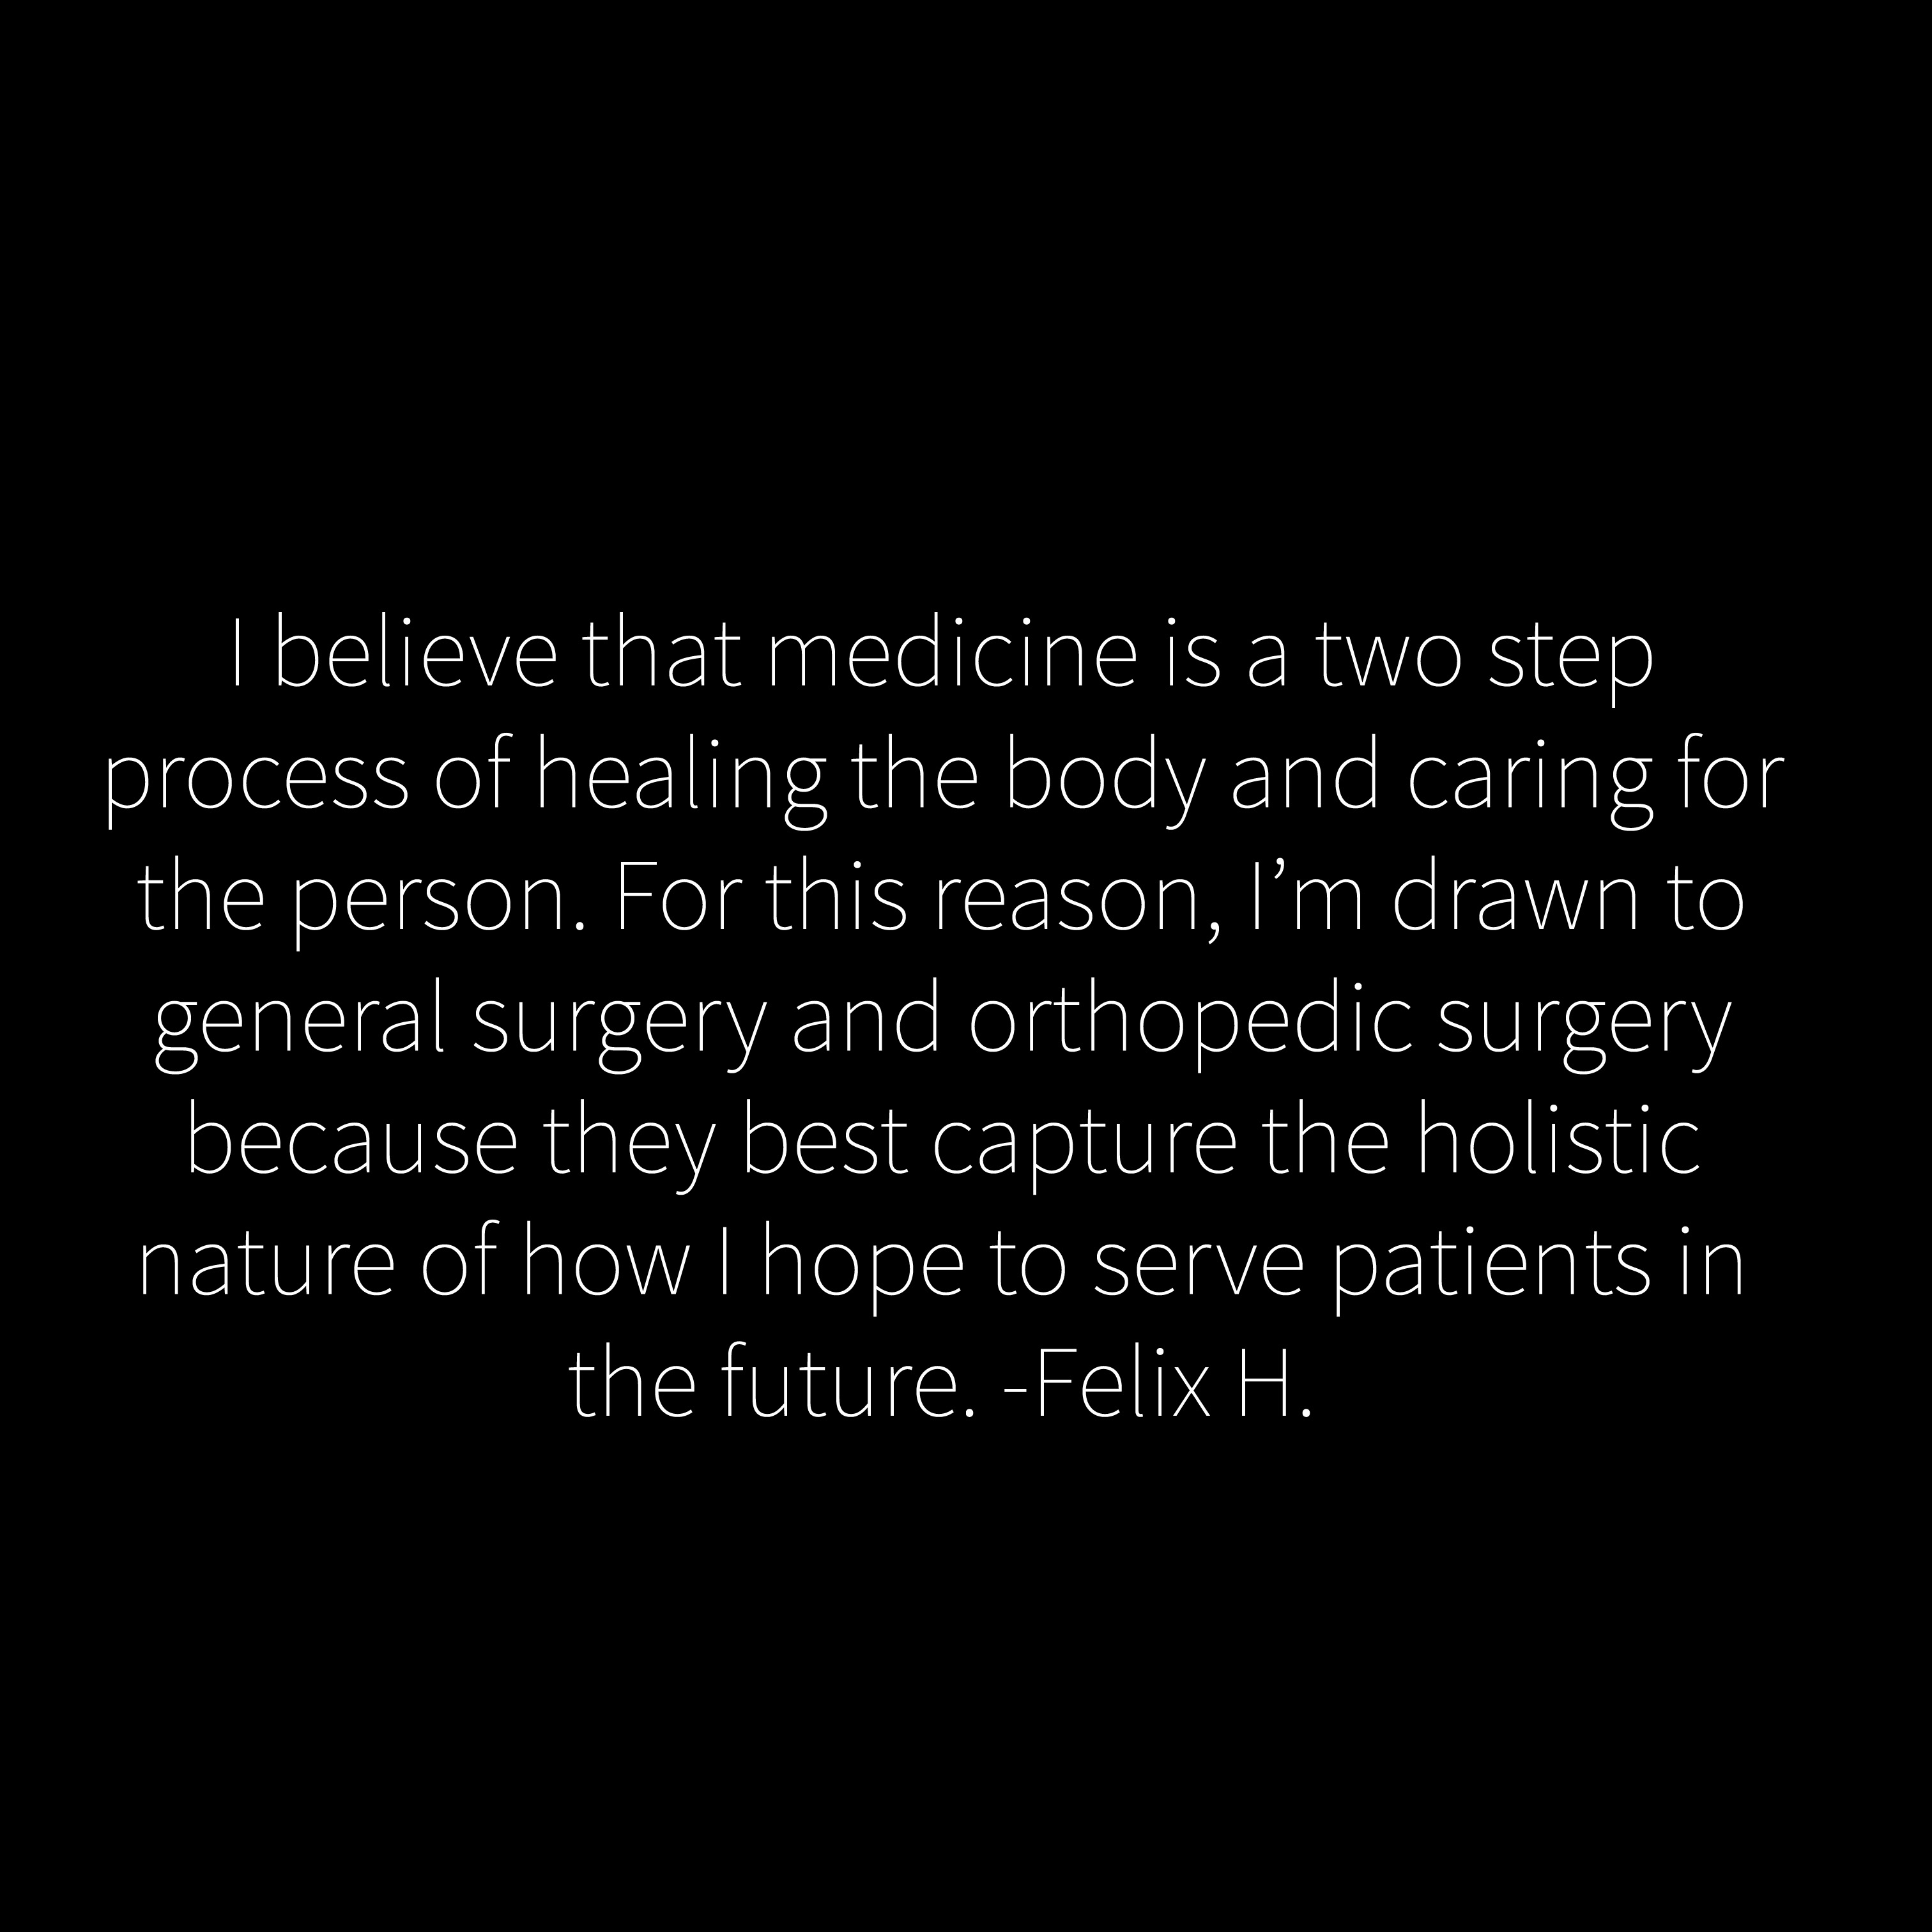 I believe that medicine is a two step
process of healing the body and caring for
the person. For this reason, I’m drawn to
general surgery and orthopedic surgery
because they best capture the holistic
nature of how I hope to serve patients in
the future. -Felix H.